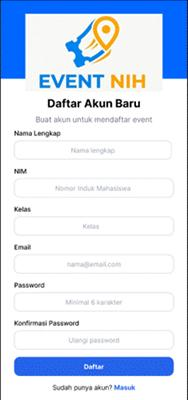 EVENT NIH
Daftar Akun Baru
Buat akun untuk mendaftar event
Nama Lengkap
Nama lengkap
NIM
Nomor Induk Mahasiswa
Kelas
Kelas
Email
nama@email.com
Password
Minimal 6 karakter
Konfirmasi Password
Ulangi password
Daftar
Sudah punya akun? Masuk